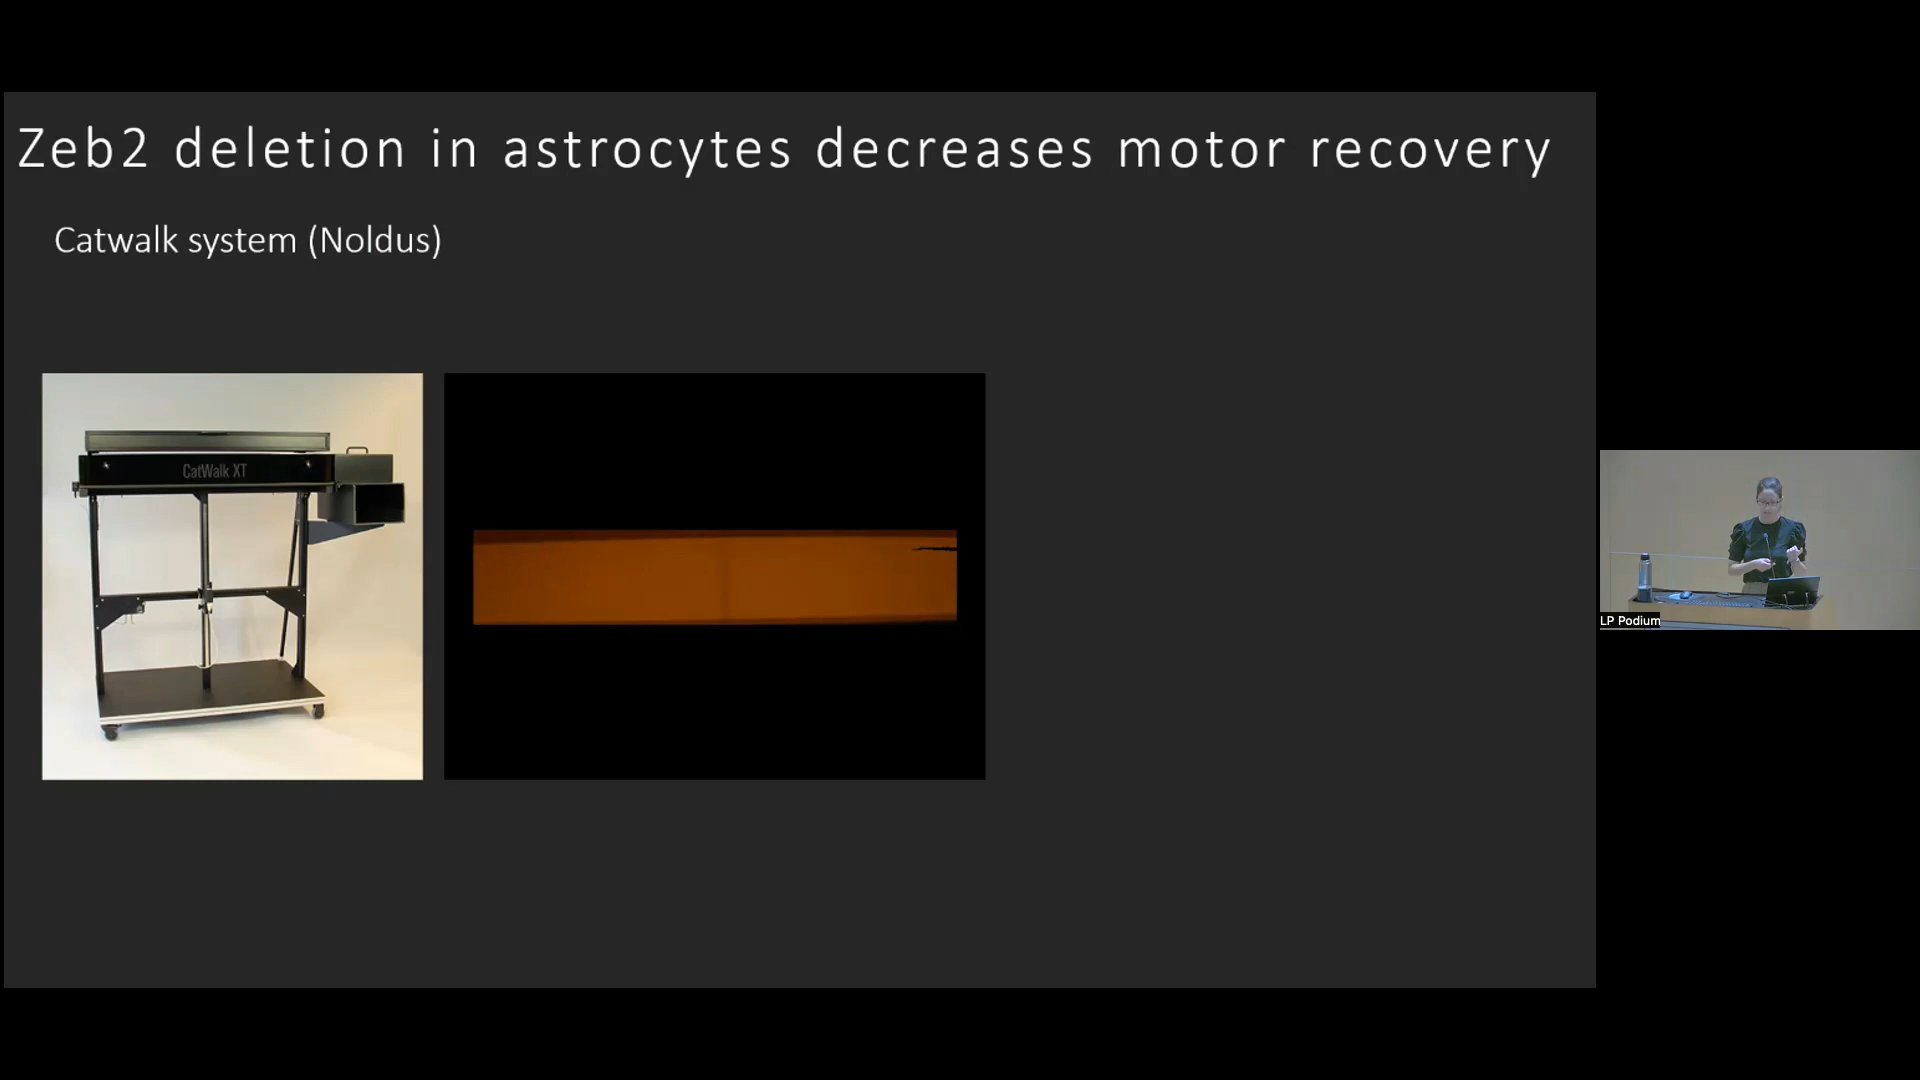 Zeb2 deletion in astrocytes decreases motor recovery
Catwalk system (Noldus)
CatWalk XT
LP Podium